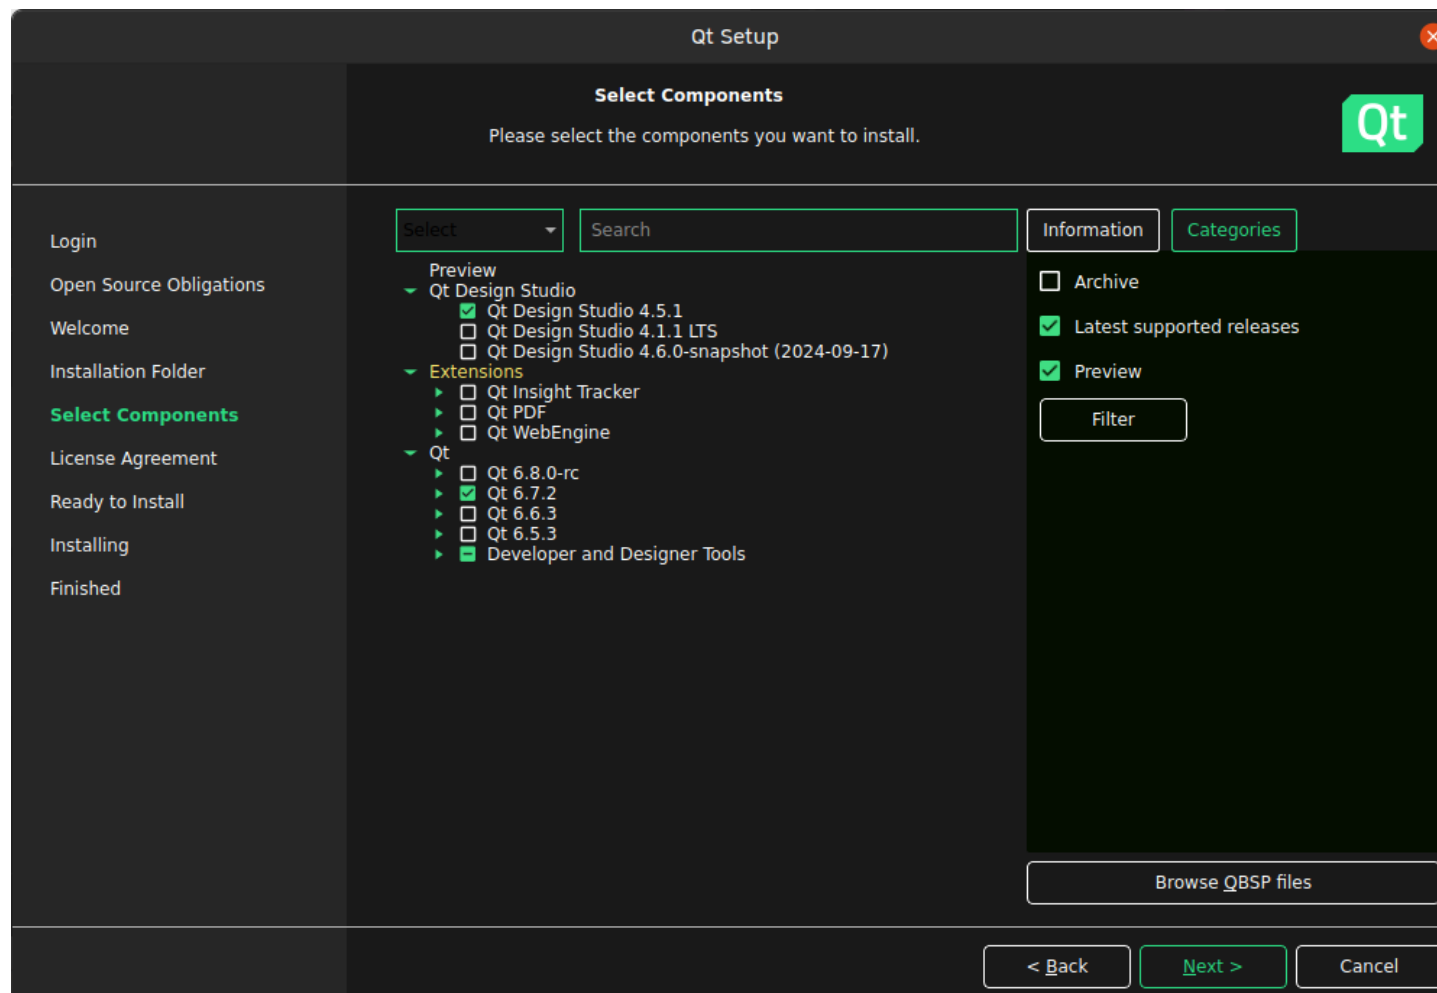 Qt Setup
Select Components
Please select the components you want to install.
Qt
Login
Open Source Obligations
Welcome
Installation Folder
Select Components
License Agreement
Ready to Install
Installing
Finished
Select
Search
Preview
Qt Design Studio
Qt Design Studio 4.5.1
Qt Design Studio 4.1.1 LTS
Qt Design Studio 4.6.0-snapshot (2024-09-17)
Extensions
Qt Insight Tracker
Qt PDF
Qt WebEngine
Qt
Qt 6.8.0-rc
Qt 6.7.2
Qt 6.6.3
Qt 6.5.3
Developer and Designer Tools
Information
Categories
Archive
Latest supported releases
Preview
Filter
Browse QBSP files
< Back
Next >
Cancel